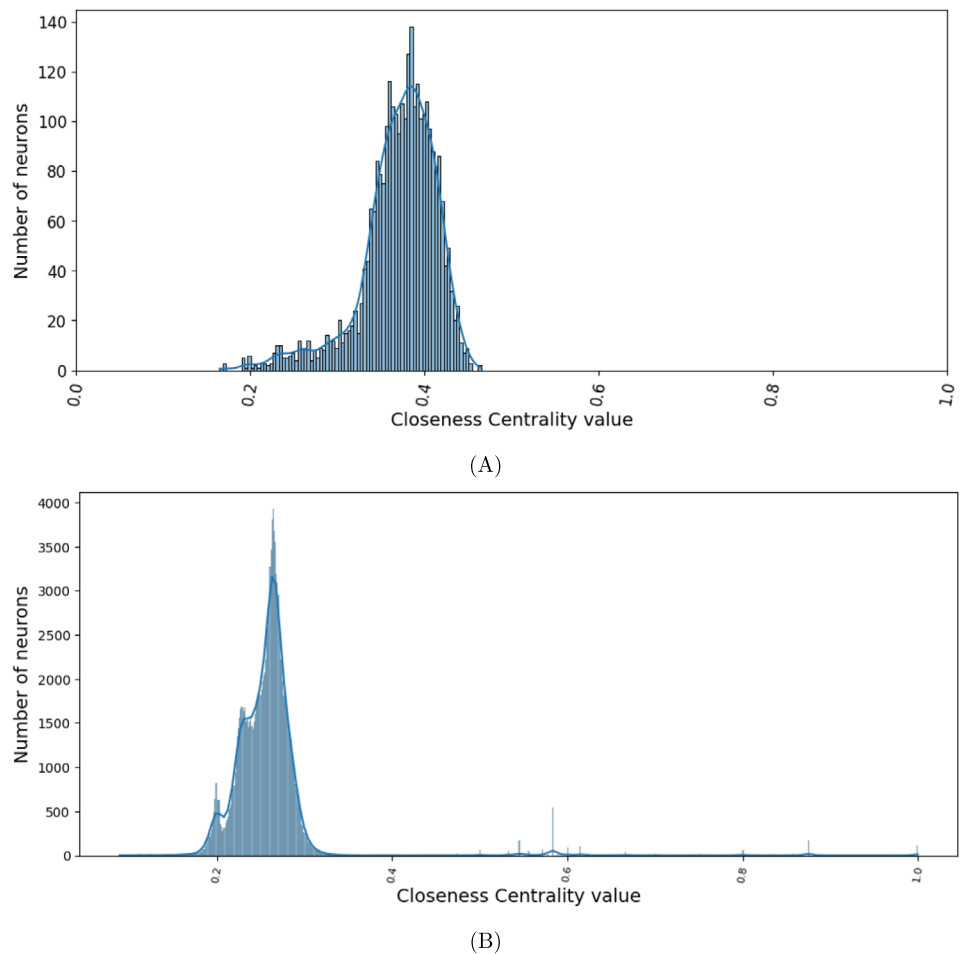 140
120
100
80
60
40
20
0
Number of neurons
0.0 0.2 0.4 0.6 0.8 1.0
Closeness Centrality value
(A)
4000
3500
3000
2500
2000
1500
1000
500
0
Number of neurons
0.2 0.4 0.6 0.8 1.0
Closeness Centrality value
(B)